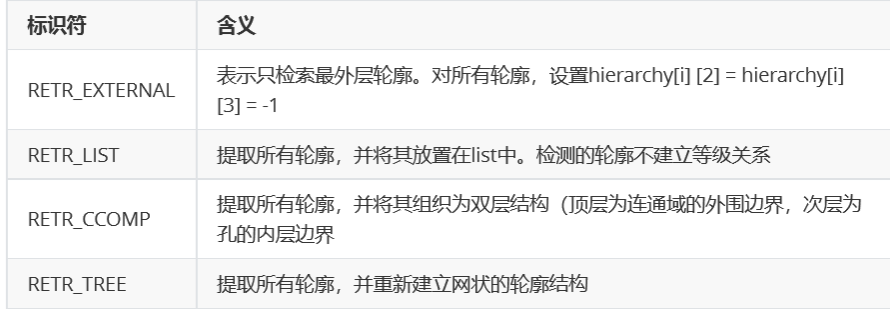 标识符 含义
RETR_EXTERNAL 表示只检索最外层轮廓。对所有轮廓，设置hierarchy[i] [2] = hierarchy[i]
[3] = -1
RETR_LIST 提取所有轮廓，并将其放置在list中。检测的轮廓不建立等级关系
RETR_CCOMP 提取所有轮廓，并将其组织为双层结构（顶层为连通域的外围边界，次层为
孔的内层边界
RETR_TREE 提取所有轮廓，并重新建立网状的轮廓结构